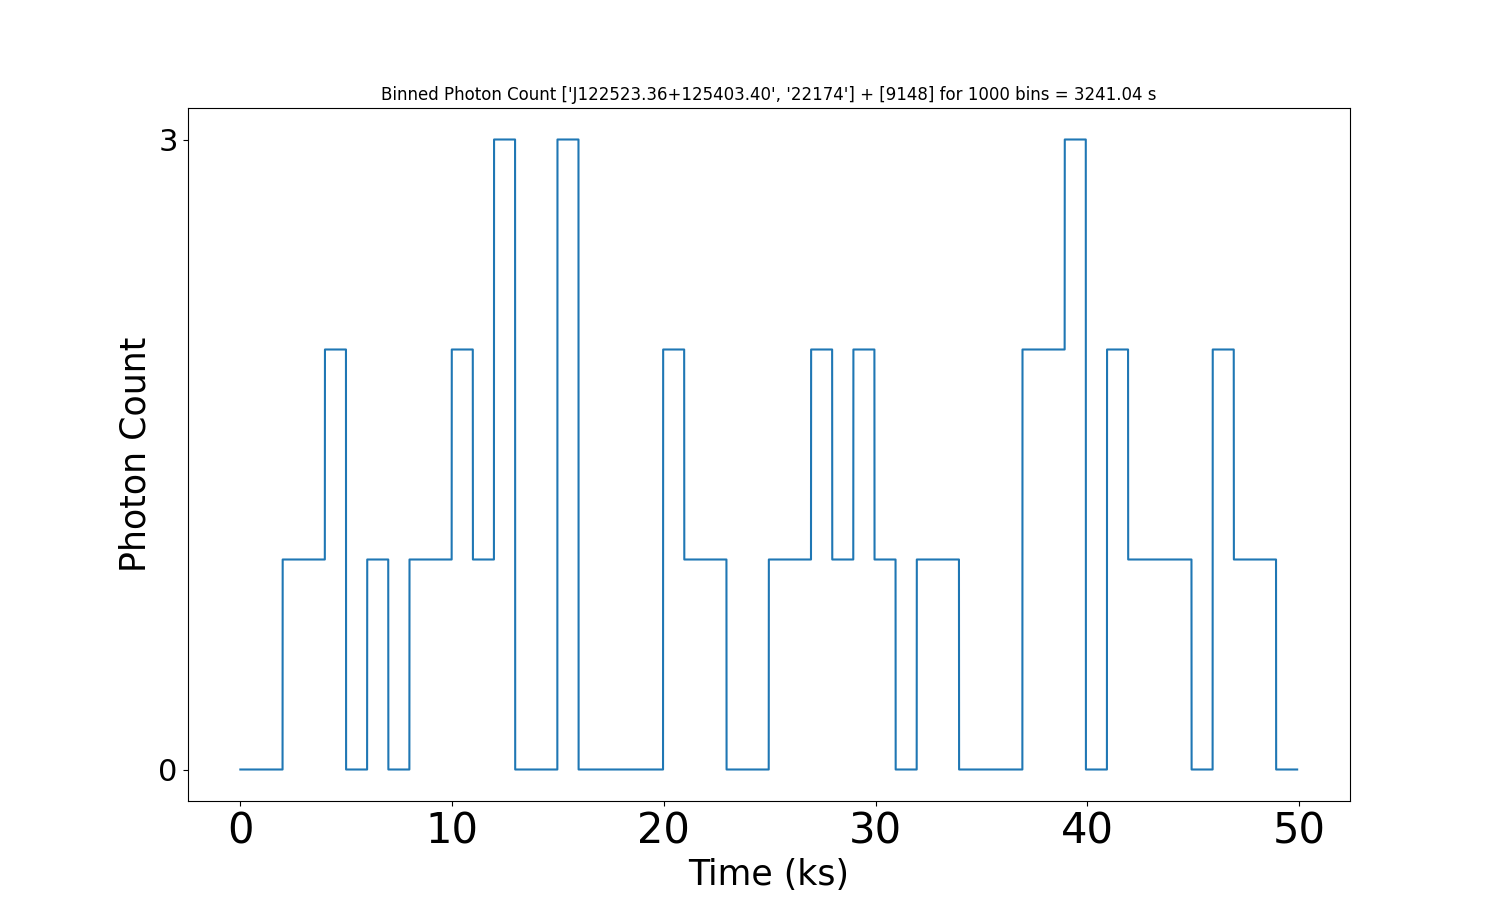 Binned Photon Count ['J122523.36+125403.40', '22174'] + [9148] for 1000 bins = 3241.04 s
3
Photon Count
0
0 10 20 30 40 50
Time (ks)